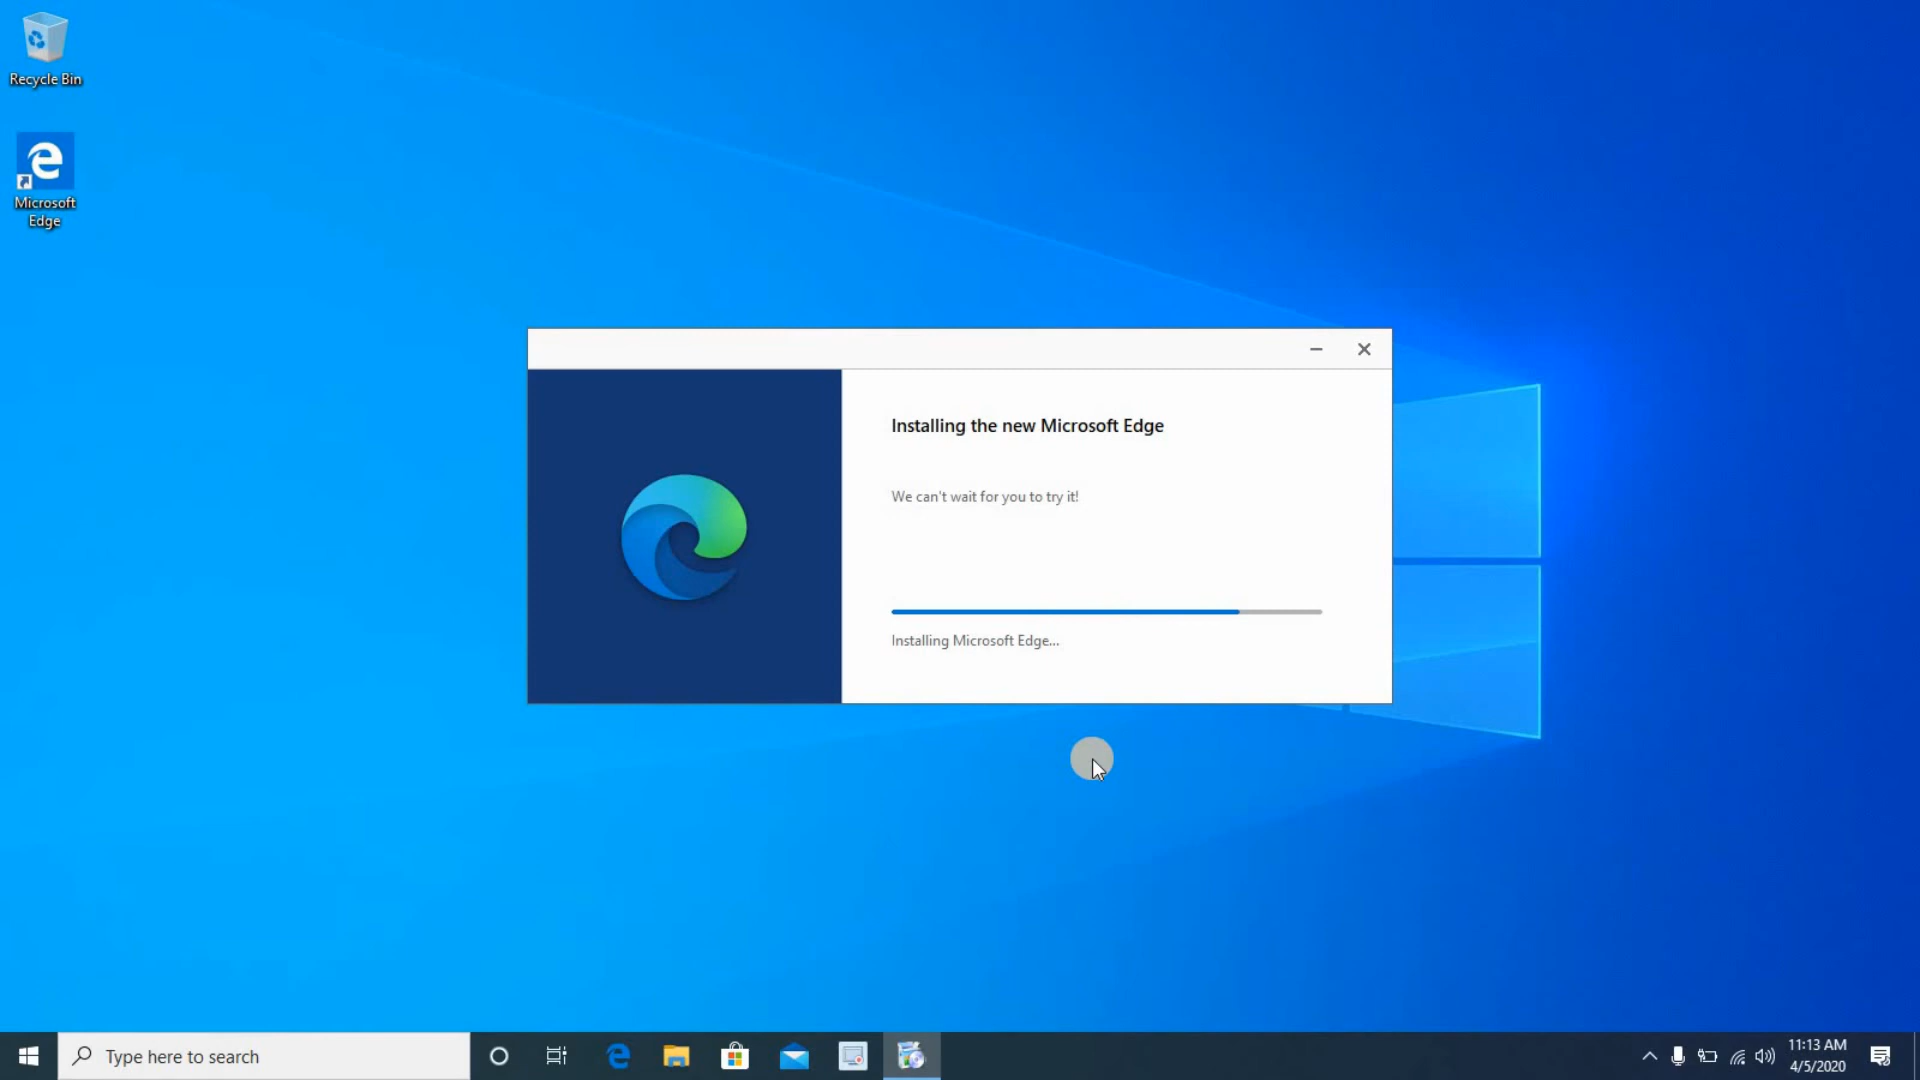 Recycle Bin
Microsoft
Edge
Installing the new Microsoft Edge
We can't wait for you to try it!
Installing Microsoft Edge...
Type here to search
11:13 AM
4/5/2020